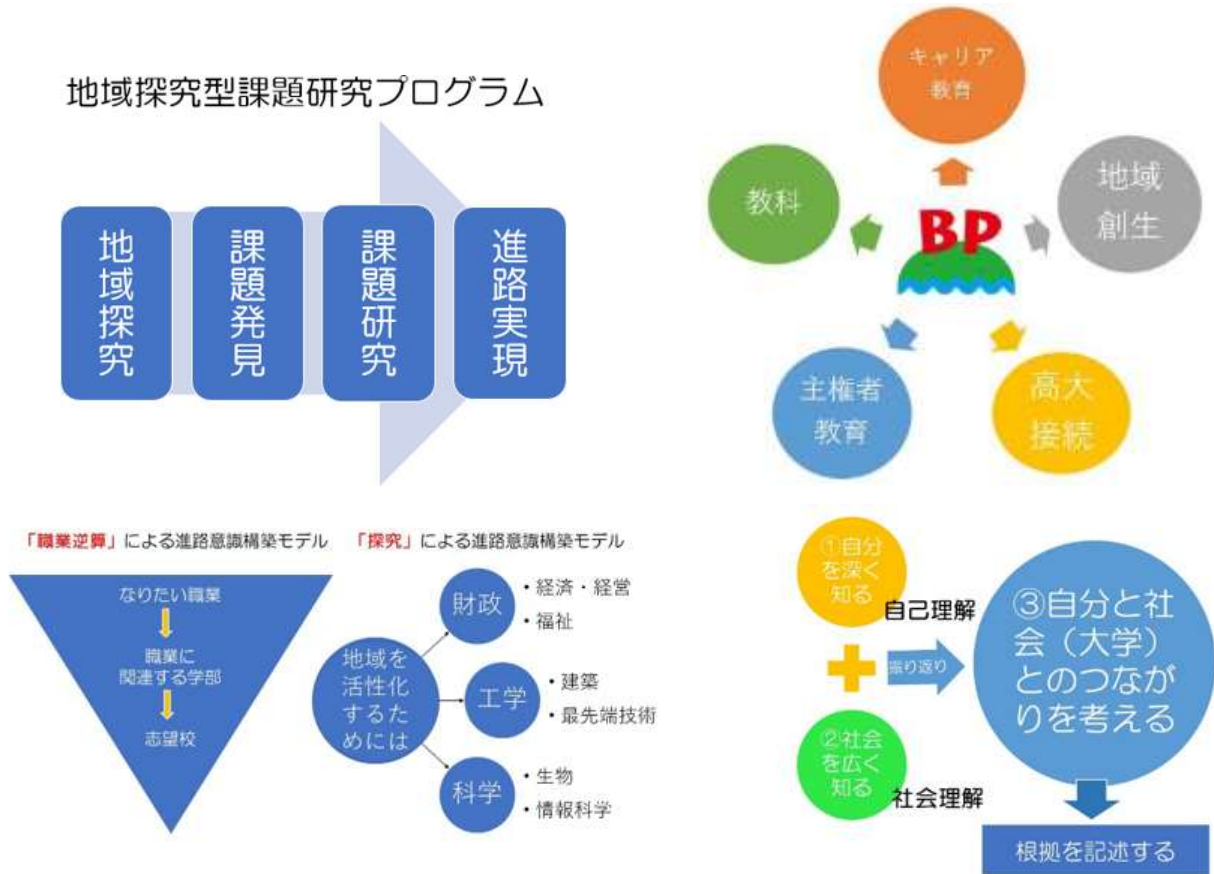 地域探究型課題研究プログラム
地域探究
課題発見
課題研究
進路実現
キャリア
教育
教科
BP
地域
創生
主権者
教育
高大
接続
「職業逆算」による進路意識構築モデル
なりたい職業
職業に
関連する学部
志望校
「探究」による進路意識構築モデル
地域を
活性化
するた
めには
財政
・経済・経営
・福祉
工学
・建築
・最先端技術
科学
・生物
・情報科学
①自分
を深く
知る
自己理解
②社会
を広く
知る
社会理解
振り返り
③自分と社
会（大学）
とのつなが
りを考える
根拠を記述する